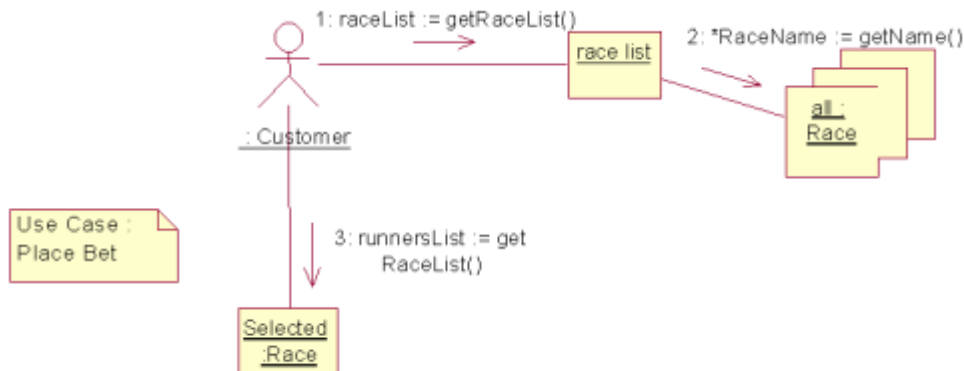 1: raceList := getRaceList()
race list
2: *RaceName := getName()
all :
Race
: Customer
Use Case :
Place Bet
3: runnersList := get
RaceList()
Selected
:Race